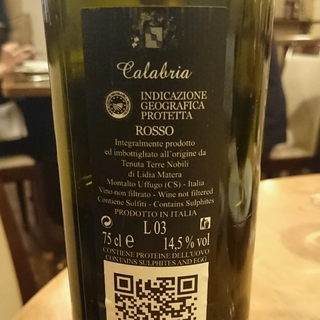 Calabria
INDICAZIONE
GEOGRAFICA
PROTETTA
ROSSO
Integralmente prodotto
ed imbottigliato all'origine da
Tenuta Terre Nobili
di Lidia Matera
Montalto Uffugo (CS) - Italia
Vino non filtrato - Wine not filtered
Contiene Solfiti - Contains Sulphites
PRODOTTO IN ITALIA
L 03
75 cl e 14,5 % vol
CONTIENE PROTEINE DELL'UOVO
CONTAINS SULPHITES AND EGG